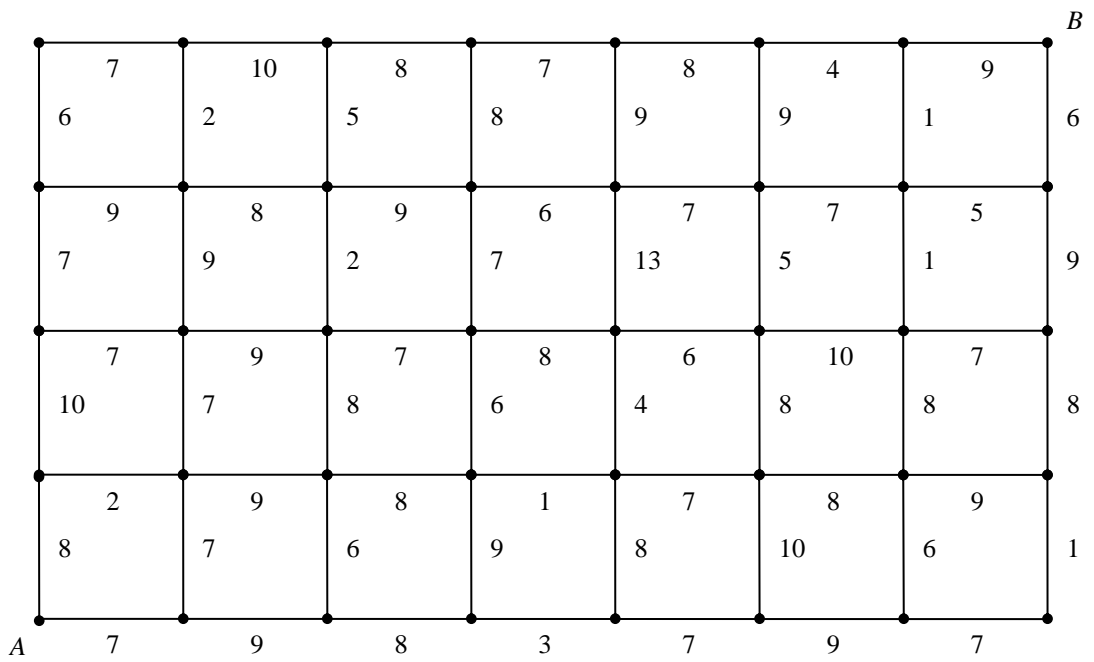 B
7 10 8 7 8 4 9
6 2 5 8 9 9 1 6
9 8 9 6 7 7 5
7 9 2 7 13 5 1 9
7 9 7 8 6 10 7
10 7 8 6 4 8 8 8
2 9 8 1 7 8 9
8 7 6 9 8 10 6 1
A 7 9 8 3 7 9 7